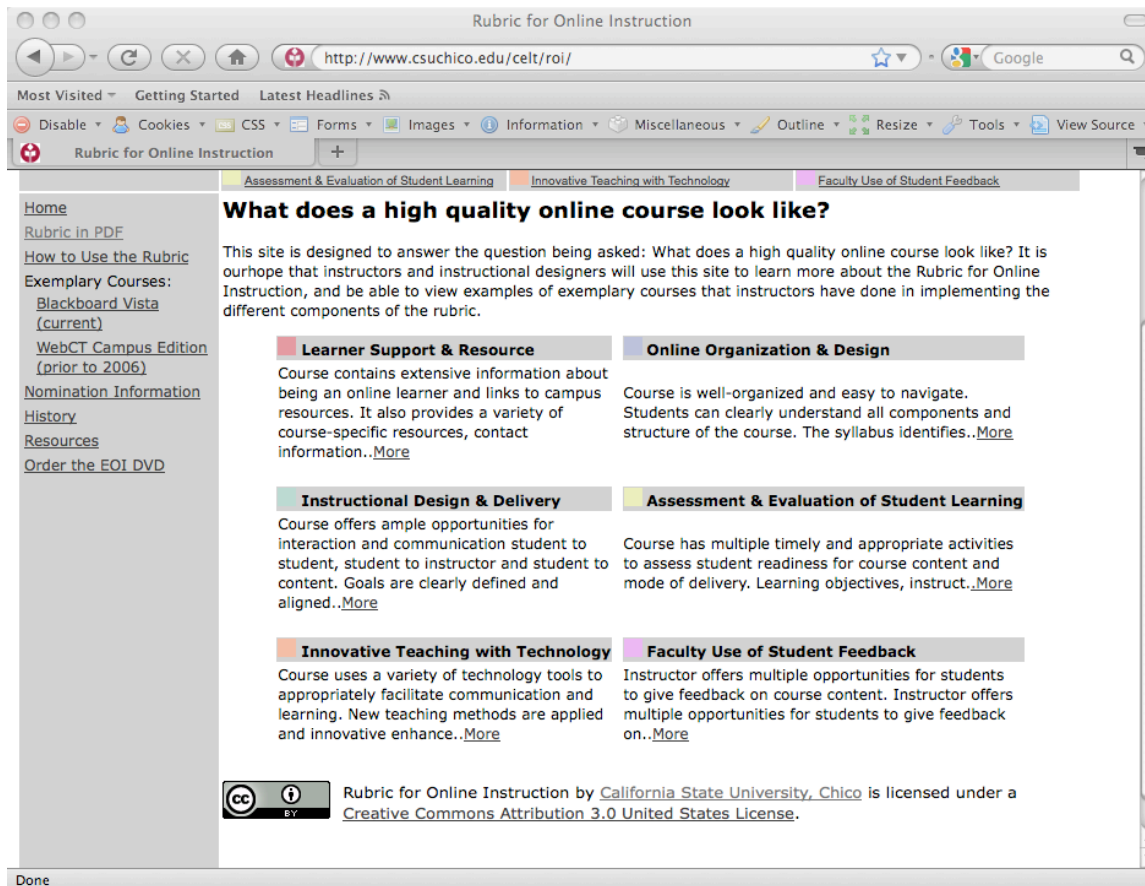 Rubric for Online Instruction
http://www.csuchico.edu/celt/roi/
Google
Most Visited Getting Started Latest Headlines
Disable Cookies CSS Forms Images Information Miscellaneous Outline Resize Tools View Source
Rubric for Online Instruction +
Assessment & Evaluation of Student Learning Innovative Teaching with Technology Faculty Use of Student Feedback
Home
Rubric in PDF
How to Use the Rubric
Exemplary Courses:
Blackboard Vista
(current)
WebCT Campus Edition
(prior to 2006)
Nomination Information
History
Resources
Order the EOI DVD
What does a high quality online course look like?
This site is designed to answer the question being asked: What does a high quality online course look like? It is
ourhope that instructors and instructional designers will use this site to learn more about the Rubric for Online
Instruction, and be able to view examples of exemplary courses that instructors have done in implementing the
different components of the rubric.
Learner Support & Resource
Course contains extensive information about
being an online learner and links to campus
resources. It also provides a variety of
course-specific resources, contact
information..More
Online Organization & Design
Course is well-organized and easy to navigate.
Students can clearly understand all components and
structure of the course. The syllabus identifies..More
Instructional Design & Delivery
Course offers ample opportunities for
interaction and communication student to
student, student to instructor and student to
content. Goals are clearly defined and
aligned..More
Assessment & Evaluation of Student Learning
Course has multiple timely and appropriate activities
to assess student readiness for course content and
mode of delivery. Learning objectives, instruct..More
Innovative Teaching with Technology
Course uses a variety of technology tools to
appropriately facilitate communication and
learning. New teaching methods are applied
and innovative enhance..More
Faculty Use of Student Feedback
Instructor offers multiple opportunities for students
to give feedback on course content. Instructor offers
multiple opportunities for students to give feedback
on..More
cc BY
Rubric for Online Instruction by California State University, Chico is licensed under a
Creative Commons Attribution 3.0 United States License.
Done